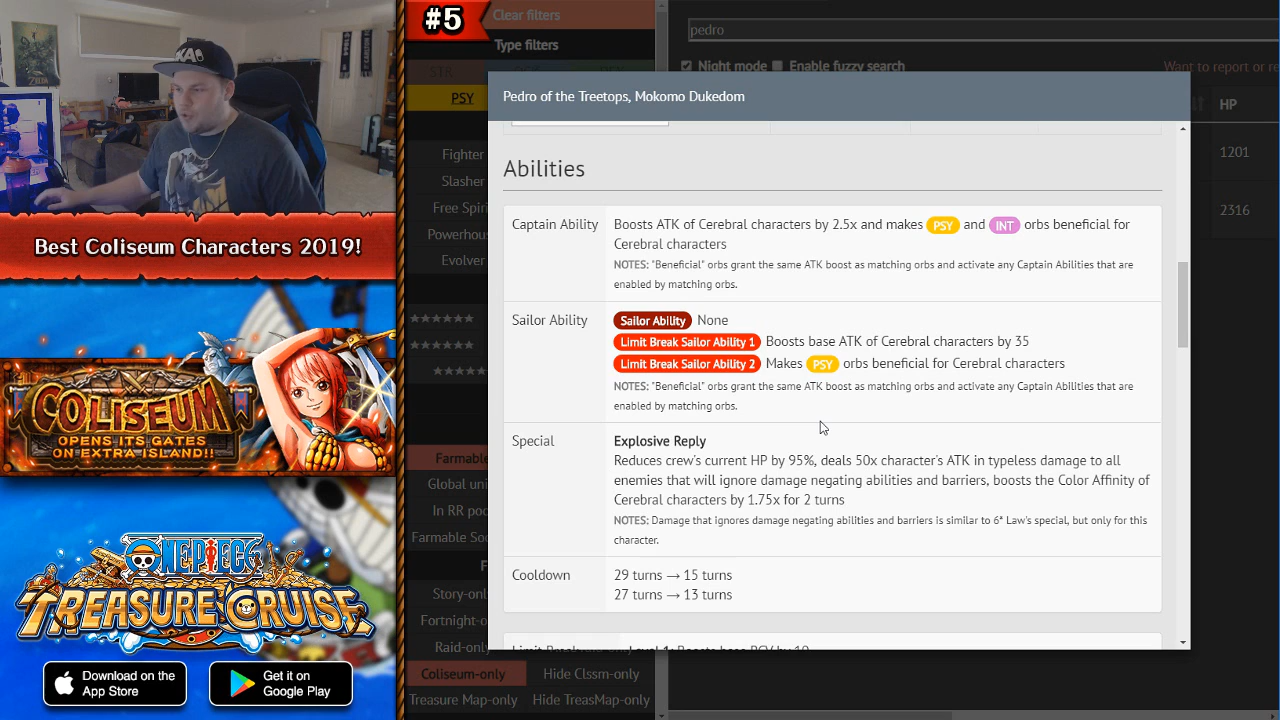 #5
Clear filters
Type filters
STR
PSY
Fighter
Slasher
Free Spiri
Powerhous
Evolver
Farmable
Global uni
In RR poo
Farmable Soc
Story-onl
Fortnight-o
Raid-only
Coliseum-only
Hide Clssm-only
Treasure Map-only
Hide TreasMap-only
pedro
Night mode
Enable fuzzy search
Want to report or re
HP
1201
2316
Best Coliseum Characters 2019!
COLISEUM
OPENS ITS GATES
ON EXTRA ISLAND!!
ONE PIECE
TREASURE CRUISE
Download on the
App Store
Get it on
Google Play
Pedro of the Treetops, Mokomo Dukedom
Abilities
Captain Ability
Boosts ATK of Cerebral characters by 2.5x and makes PSY and INT orbs beneficial for
Cerebral characters
NOTES: "Beneficial" orbs grant the same ATK boost as matching orbs and activate any Captain Abilities that are
enabled by matching orbs.
Sailor Ability
Sailor Ability None
Limit Break Sailor Ability 1 Boosts base ATK of Cerebral characters by 35
Limit Break Sailor Ability 2 Makes PSY orbs beneficial for Cerebral characters
NOTES: "Beneficial" orbs grant the same ATK boost as matching orbs and activate any Captain Abilities that are
enabled by matching orbs.
Special
Explosive Reply
Reduces crew's current HP by 95%, deals 50x character's ATK in typeless damage to all
enemies that will ignore damage negating abilities and barriers, boosts the Color Affinity of
Cerebral characters by 1.75x for 2 turns
NOTES: Damage that ignores damage negating abilities and barriers is similar to 6* Law's special, but only for this
character.
Cooldown
29 turns → 15 turns
27 turns → 13 turns